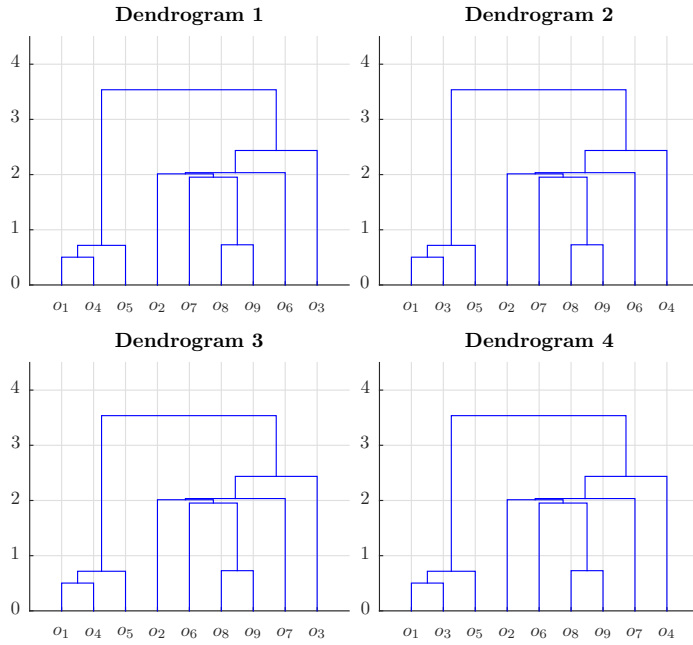 Dendrogram 1
4
3
2
1
0
o₁ o₄ o₅ o₂ o₇ o₈ o₉ o₆ o₃
Dendrogram 2
4
3
2
1
0
o₁ o₃ o₅ o₂ o₇ o₈ o₉ o₆ o₄
Dendrogram 3
4
3
2
1
0
o₁ o₄ o₅ o₂ o₆ o₈ o₉ o₇ o₃
Dendrogram 4
4
3
2
1
0
o₁ o₃ o₅ o₂ o₆ o₈ o₉ o₇ o₄